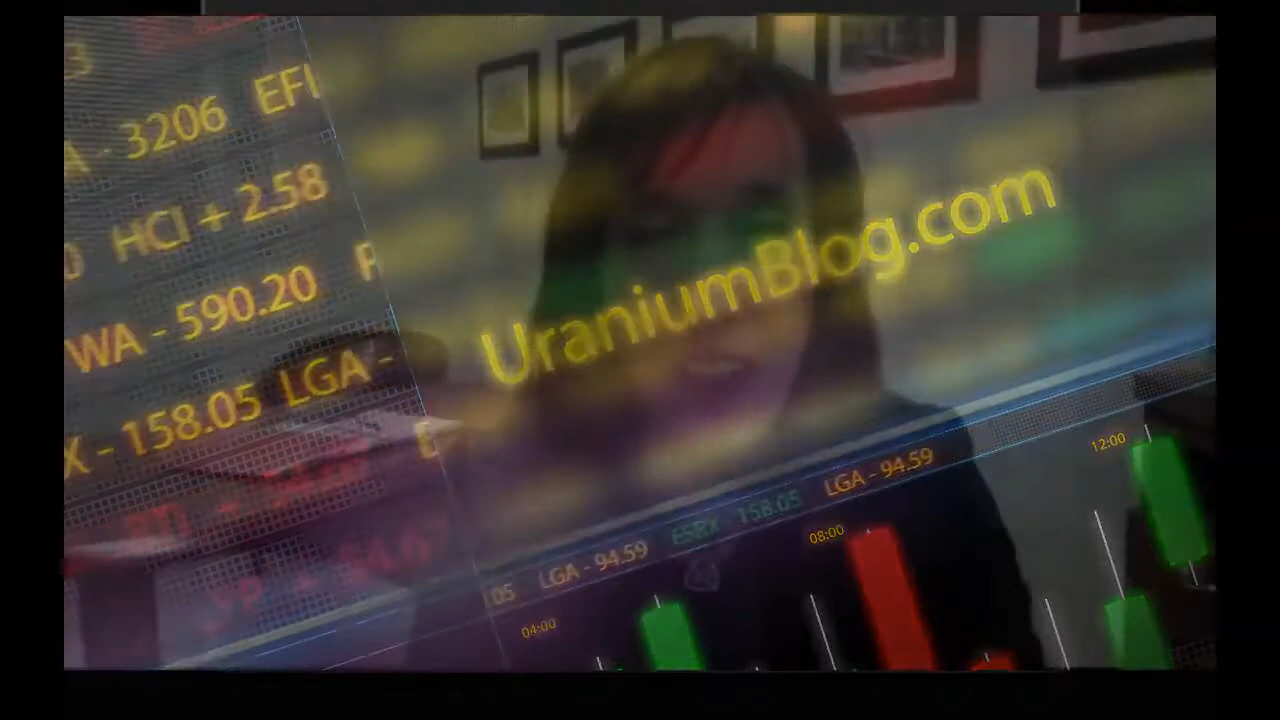 A - 3206 EFI
HCI + 2.58
WA - 590.20
X - 158.05 LGA -
UraniumBlog.com
12:00
LGA - 94.59
ESBX 158.05
08:00
LGA - 94.59
.05
04:00